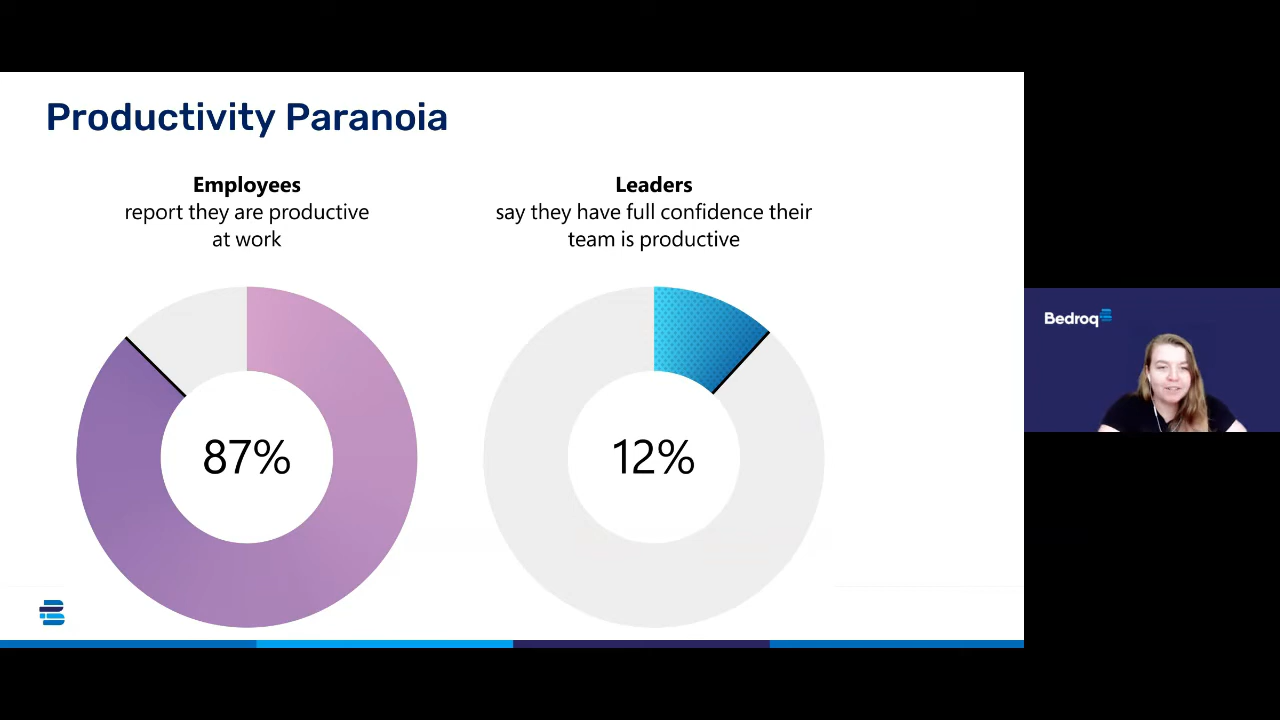 Productivity Paranoia
Employees
report they are productive
at work
Leaders
say they have full confidence their
team is productive
87%
12%
Bedroq